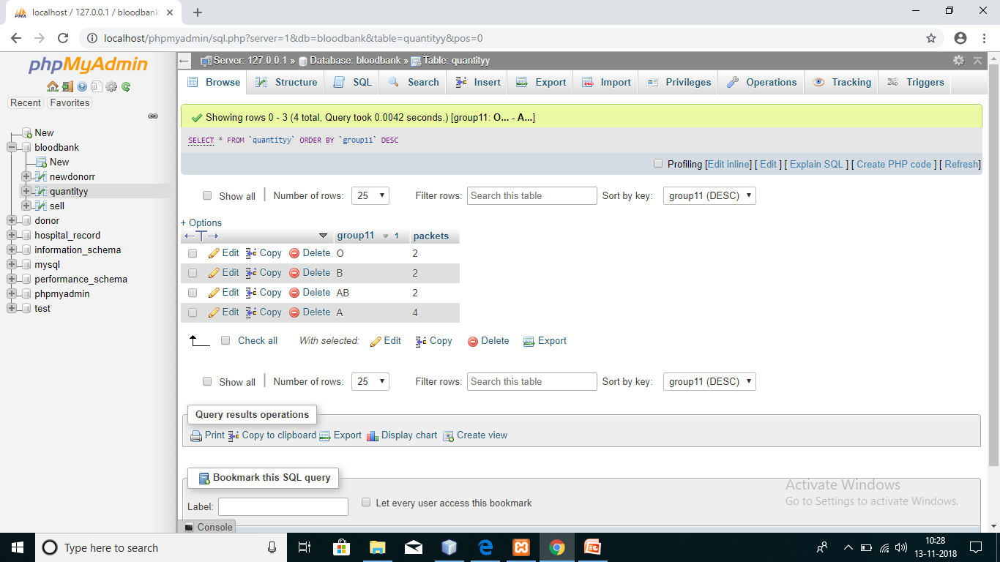 localhost / 127.0.0.1 / bloodbank
localhost/phpmyadmin/sql.php?server=1&db=bloodbank&table=quantityy&pos=0
phpMyAdmin
Recent Favorites
New
bloodbank
New
newdonorr
quantityy
sell
donor
hospital_record
information_schema
mysql
performance_schema
phpmyadmin
test
Server: 127.0.0.1 » Database: bloodbank » Table: quantityy
Browse Structure SQL Search Insert Export Import Privileges Operations Tracking Triggers
Showing rows 0 - 3 (4 total, Query took 0.0042 seconds.) [group11: O... - A...]
SELECT * FROM `quantityy` ORDER BY `group11` DESC
Profiling [Edit inline] [ Edit ] [ Explain SQL ] [ Create PHP code ] [ Refresh]
Show all | Number of rows: 25 Filter rows: Search this table Sort by key: group11 (DESC)
+ Options
←T→ group11 1 packets
Edit Copy Delete O 2
Edit Copy Delete B 2
Edit Copy Delete AB 2
Edit Copy Delete A 4
Check all With selected: Edit Copy Delete Export
Show all | Number of rows: 25 Filter rows: Search this table Sort by key: group11 (DESC)
Query results operations
Print Copy to clipboard Export Display chart Create view
Bookmark this SQL query
Label: Let every user access this bookmark
Console
Activate Windows
Go to Settings to activate Windows.
Type here to search
10:28
13-11-2018